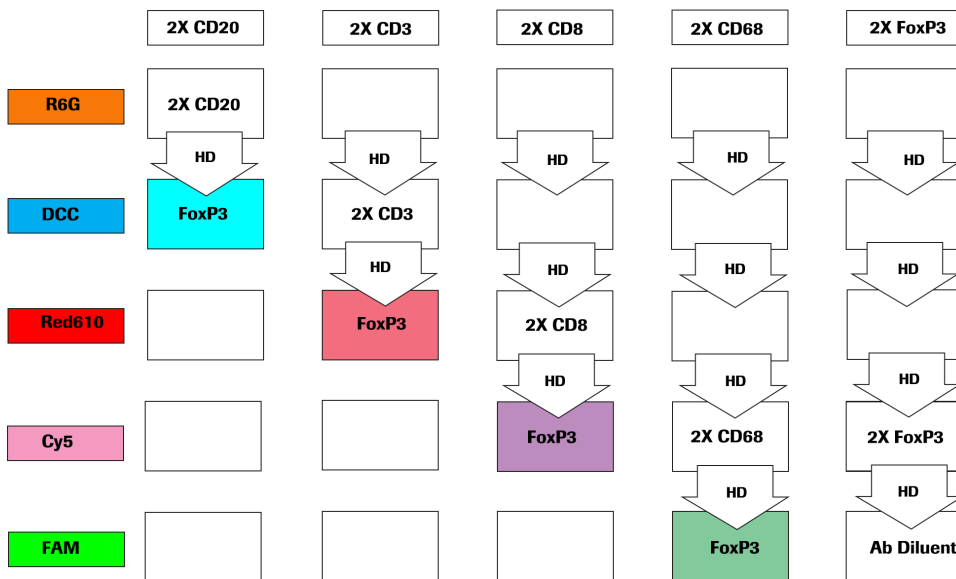 2X CD20 2X CD3 2X CD8 2X CD68 2X FoxP3
R6G 2X CD20
HD HD HD HD HD
DCC FoxP3 2X CD3
HD HD HD HD
Red610 FoxP3 2X CD8
HD HD HD
Cy5 FoxP3 2X CD68 2X FoxP3
HD HD
FAM FoxP3 Ab Diluent